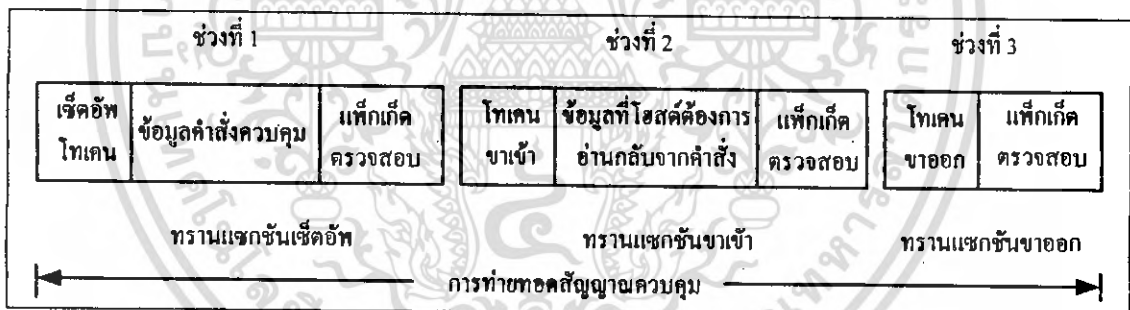 ช่วงที่ 1 ช่วงที่ 2 ช่วงที่ 3
เซ็ตอัพ โทเคน ข้อมูลที่โฮสต์ต้องการ โทเคน แพ็กเก็ต
ข้อมูลคำสั่งควบคุม แพ็กเก็ต แพ็กเก็ต
โทเคน ตรวจสอบ ขาเข้า อ่านกลับจากคำสั่ง ตรวจสอบ ขาออก ตรวจสอบ
ทรานแซกชันเซ็ตอัพ ทรานแซกชันขาเข้า ทรานแซกชันขาออก
การท่ายทอดสัญญาณควบคุม